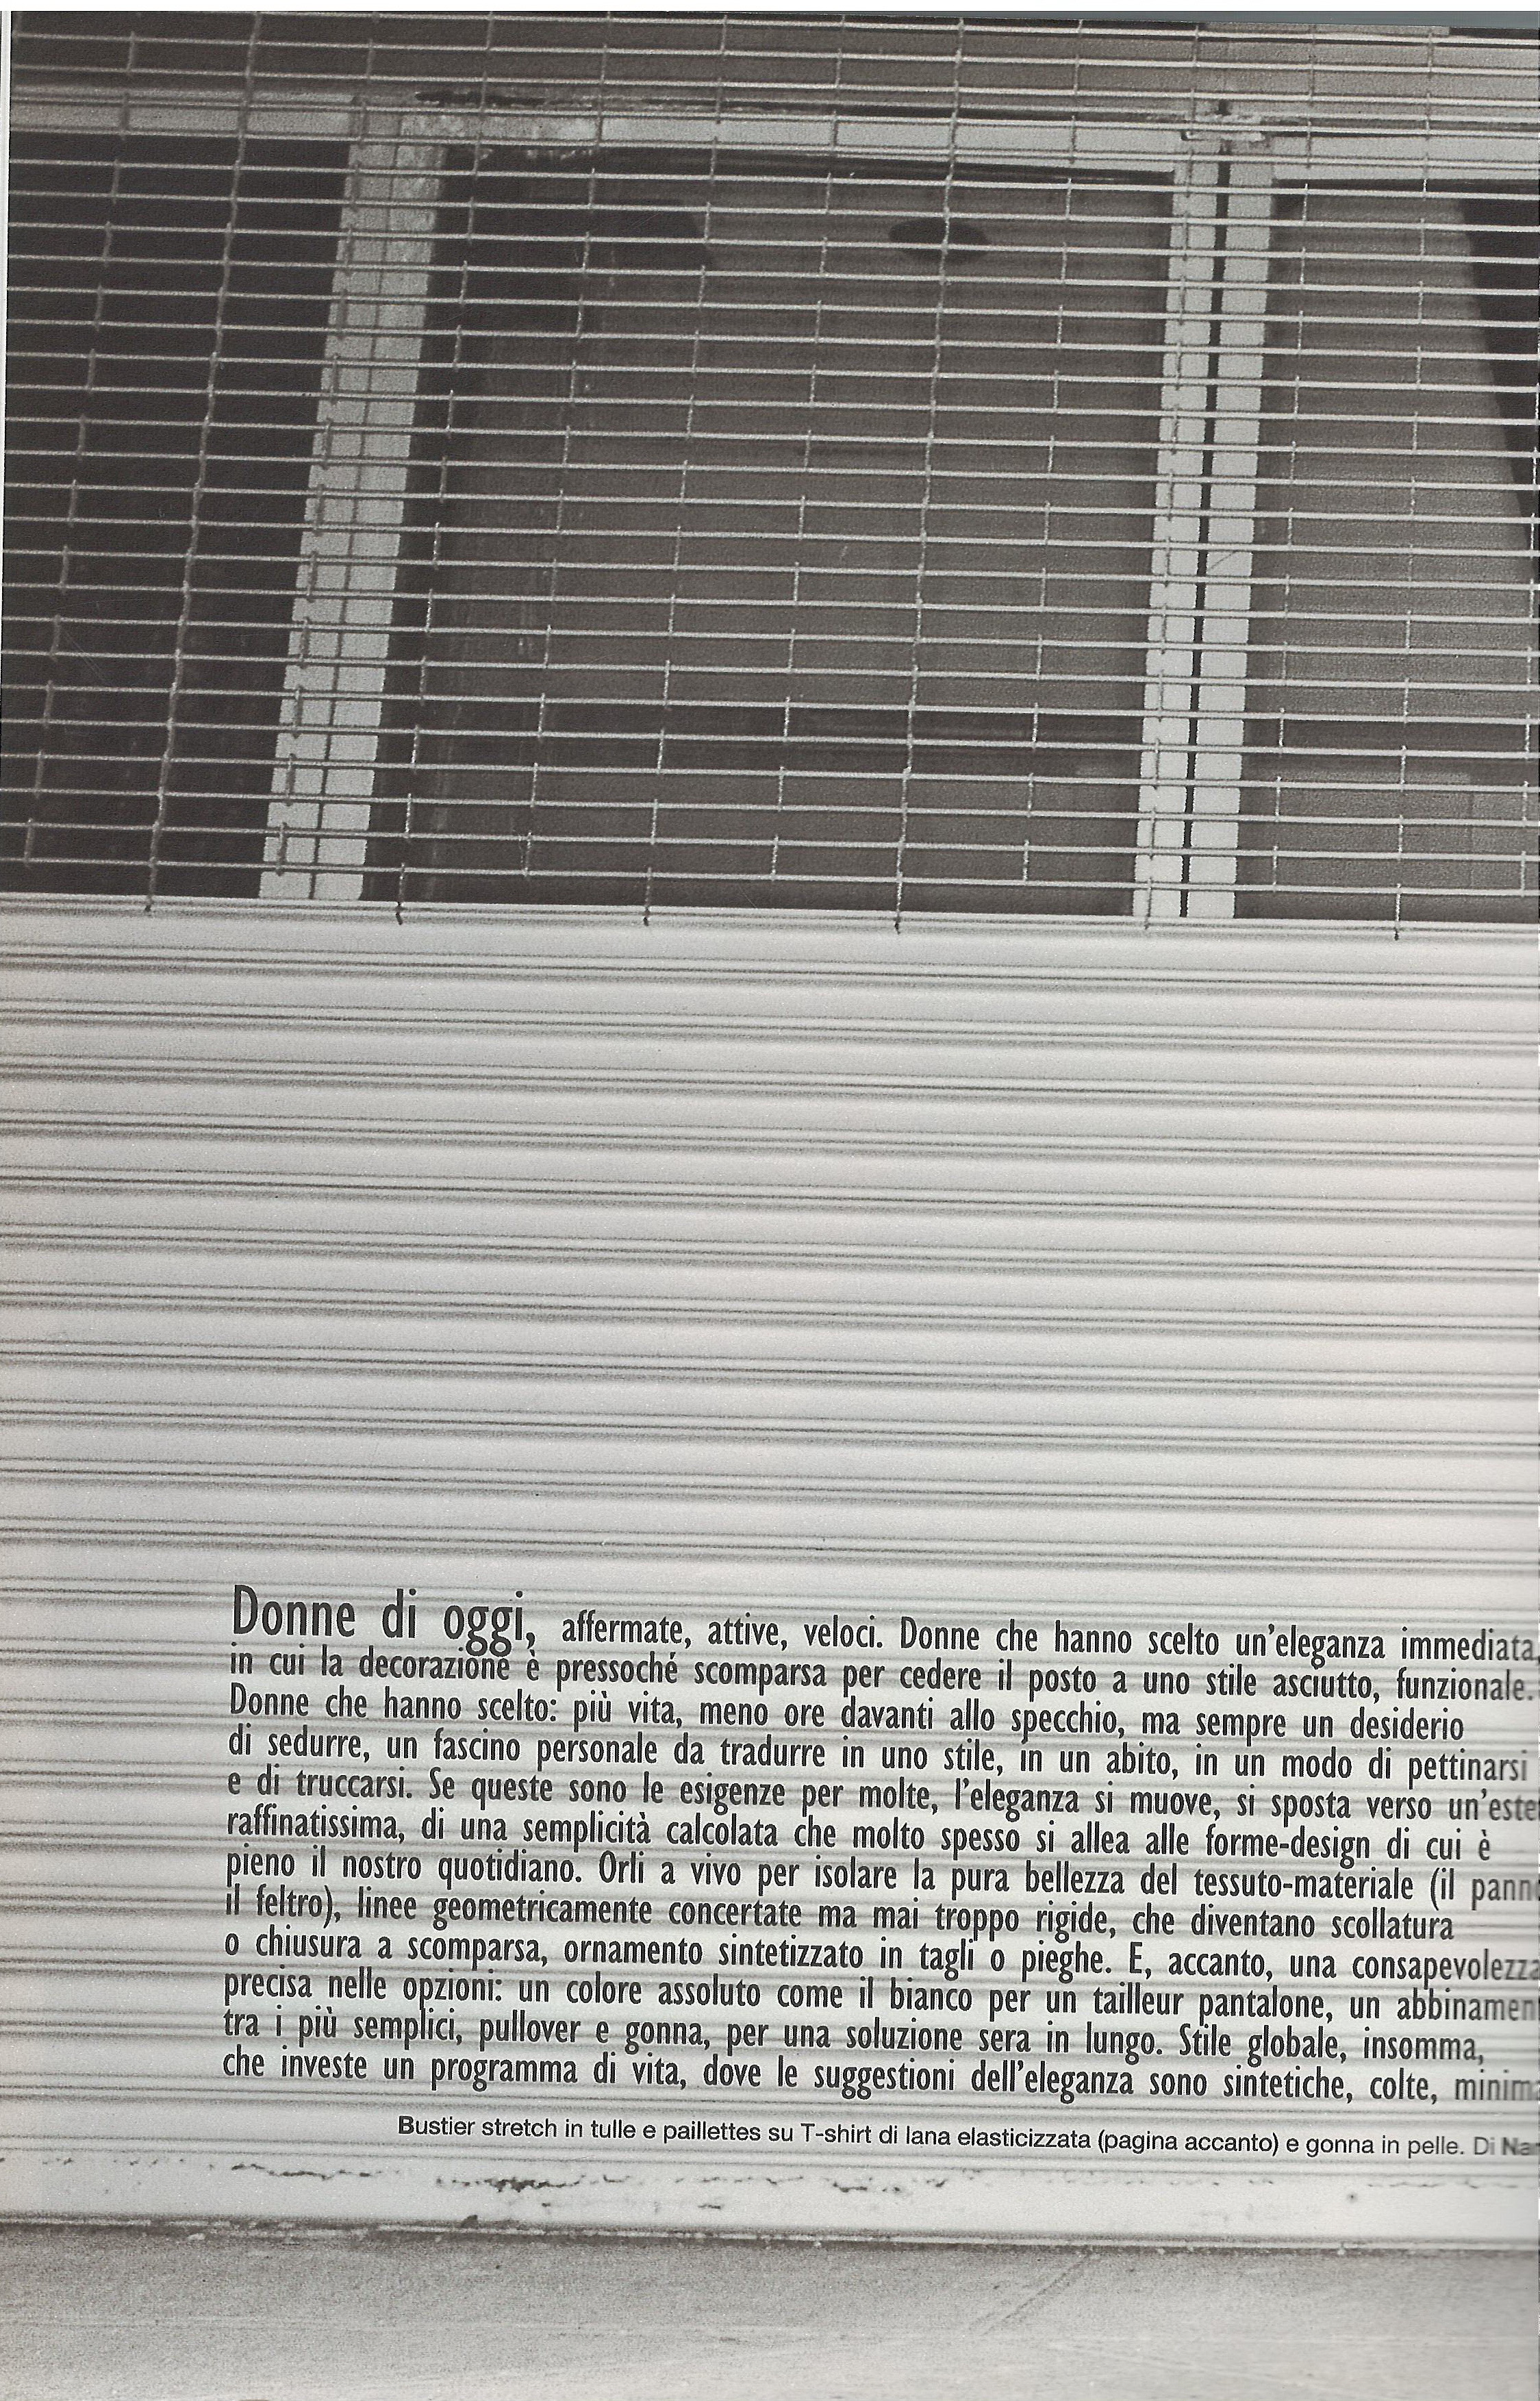 Donne di oggi, affermate, attive, veloci. Donne che hanno scelto un'eleganza immediata,
in cui la decorazione è pressoché scomparsa per cedere il posto a uno stile asciutto, funzionale.
Donne che hanno scelto: più vita, meno ore davanti allo specchio, ma sempre un desiderio
di sedurre, un fascino personale da tradurre in uno stile, in un abito, in un modo di pettinarsi
e di truccarsi. Se queste sono le esigenze per molte, l'eleganza si muove, si sposta verso
raffinatissima, di una semplicità calcolata che molto spesso si allea alle forme-design di cui è
pieno il nostro quotidiano. Orli a vivo per isolare la pura bellezza del tessuto-materiale (il
il feltro), linee geometricamente concertate ma mai troppo rigide, che diventano scollatura
o chiusura a scomparsa, ornamento sintetizzato in tagli o pieghe. E, accanto, una consapevolezza
precisa nelle opzioni: un colore assoluto come il bianco per un tailleur pantalone, un
tra i più semplici, pullover e gonna, per una soluzione sera in lungo. Stile globale, insomma,
che investe un programma di vita, dove le suggestioni dell'eleganza sono sintetiche, colte,
Bustier stretch in tulle e paillettes su T-shirt di lana elasticizzata (pagina accanto) e gonna in pelle. Di